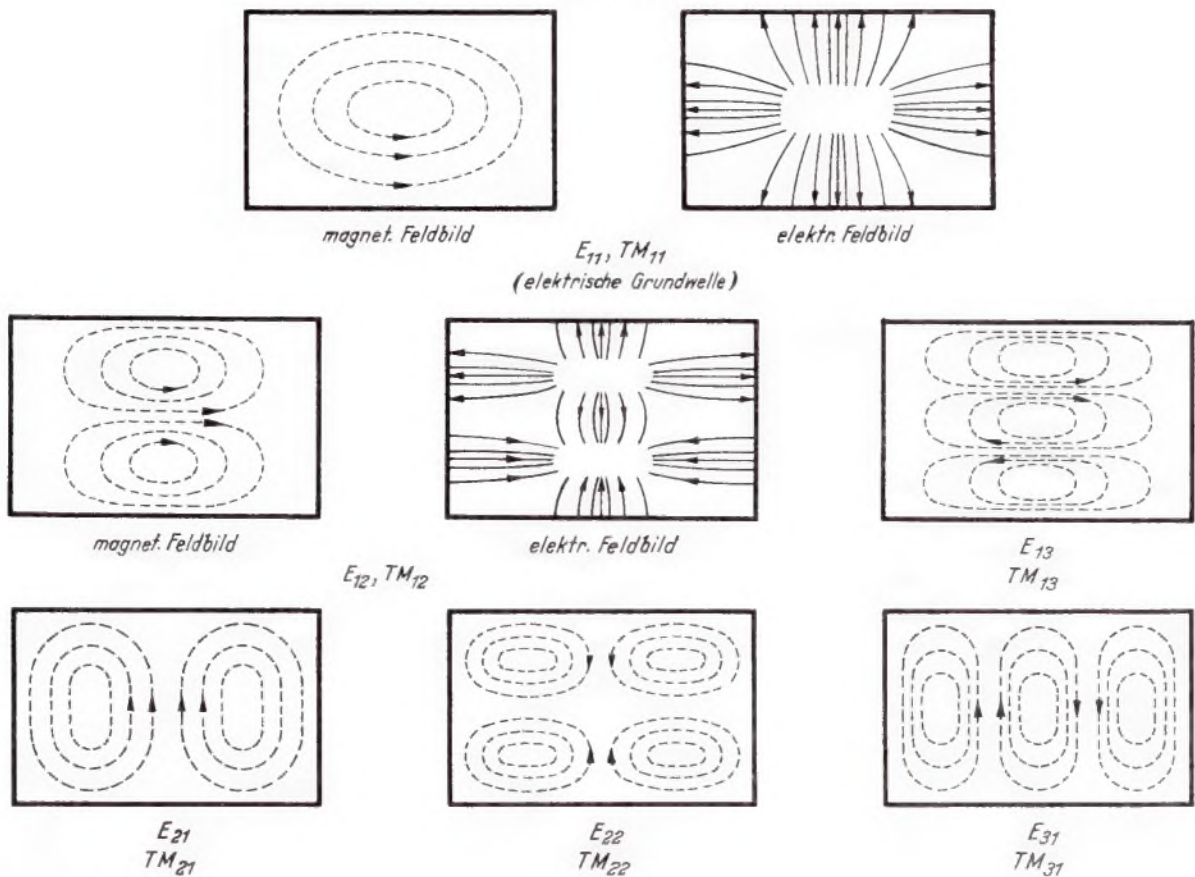 magnet. Feldbild
elektr. Feldbild
E11, TM11
(elektrische Grundwelle)
magnet. Feldbild
elektr. Feldbild
E13
TM13
E12, TM12
E21
TM21
E22
TM22
E31
TM31